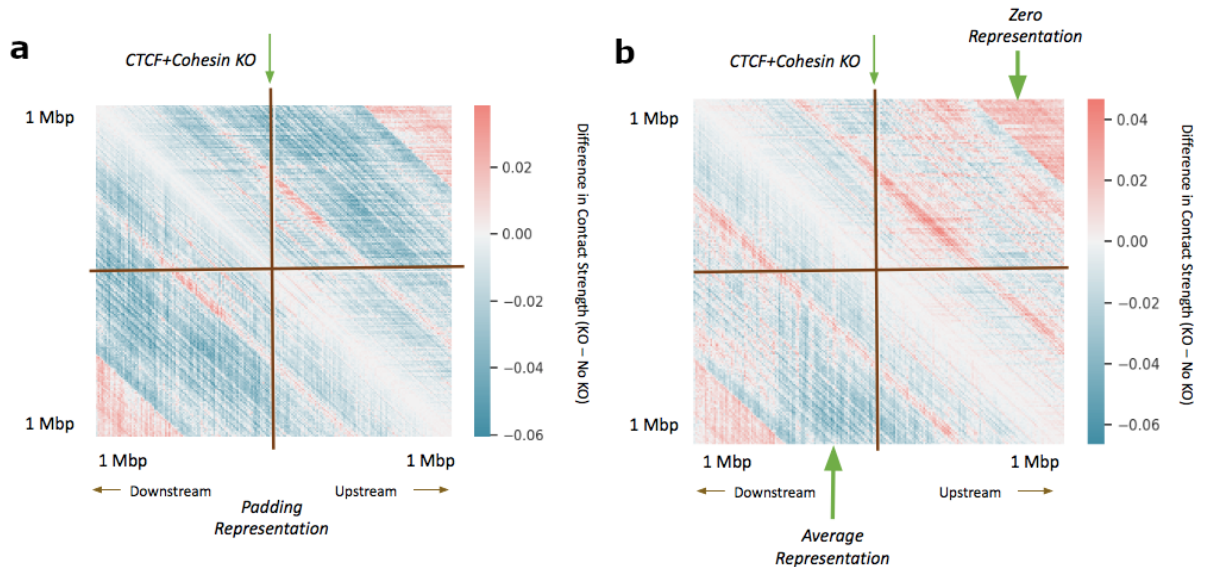 a
CTCF+Cohesin KO
1 Mbp
1 Mbp
1 Mbp
1 Mbp
Downstream
Upstream
Padding
Representation
0.02
0.00
−0.02
−0.04
−0.06
Difference in Contact Strength (KO – No KO)
b
CTCF+Cohesin KO
Zero
Representation
1 Mbp
1 Mbp
1 Mbp
1 Mbp
Downstream
Upstream
Average
Representation
0.04
0.02
0.00
−0.02
−0.04
−0.06
Difference in Contact Strength (KO – No KO)